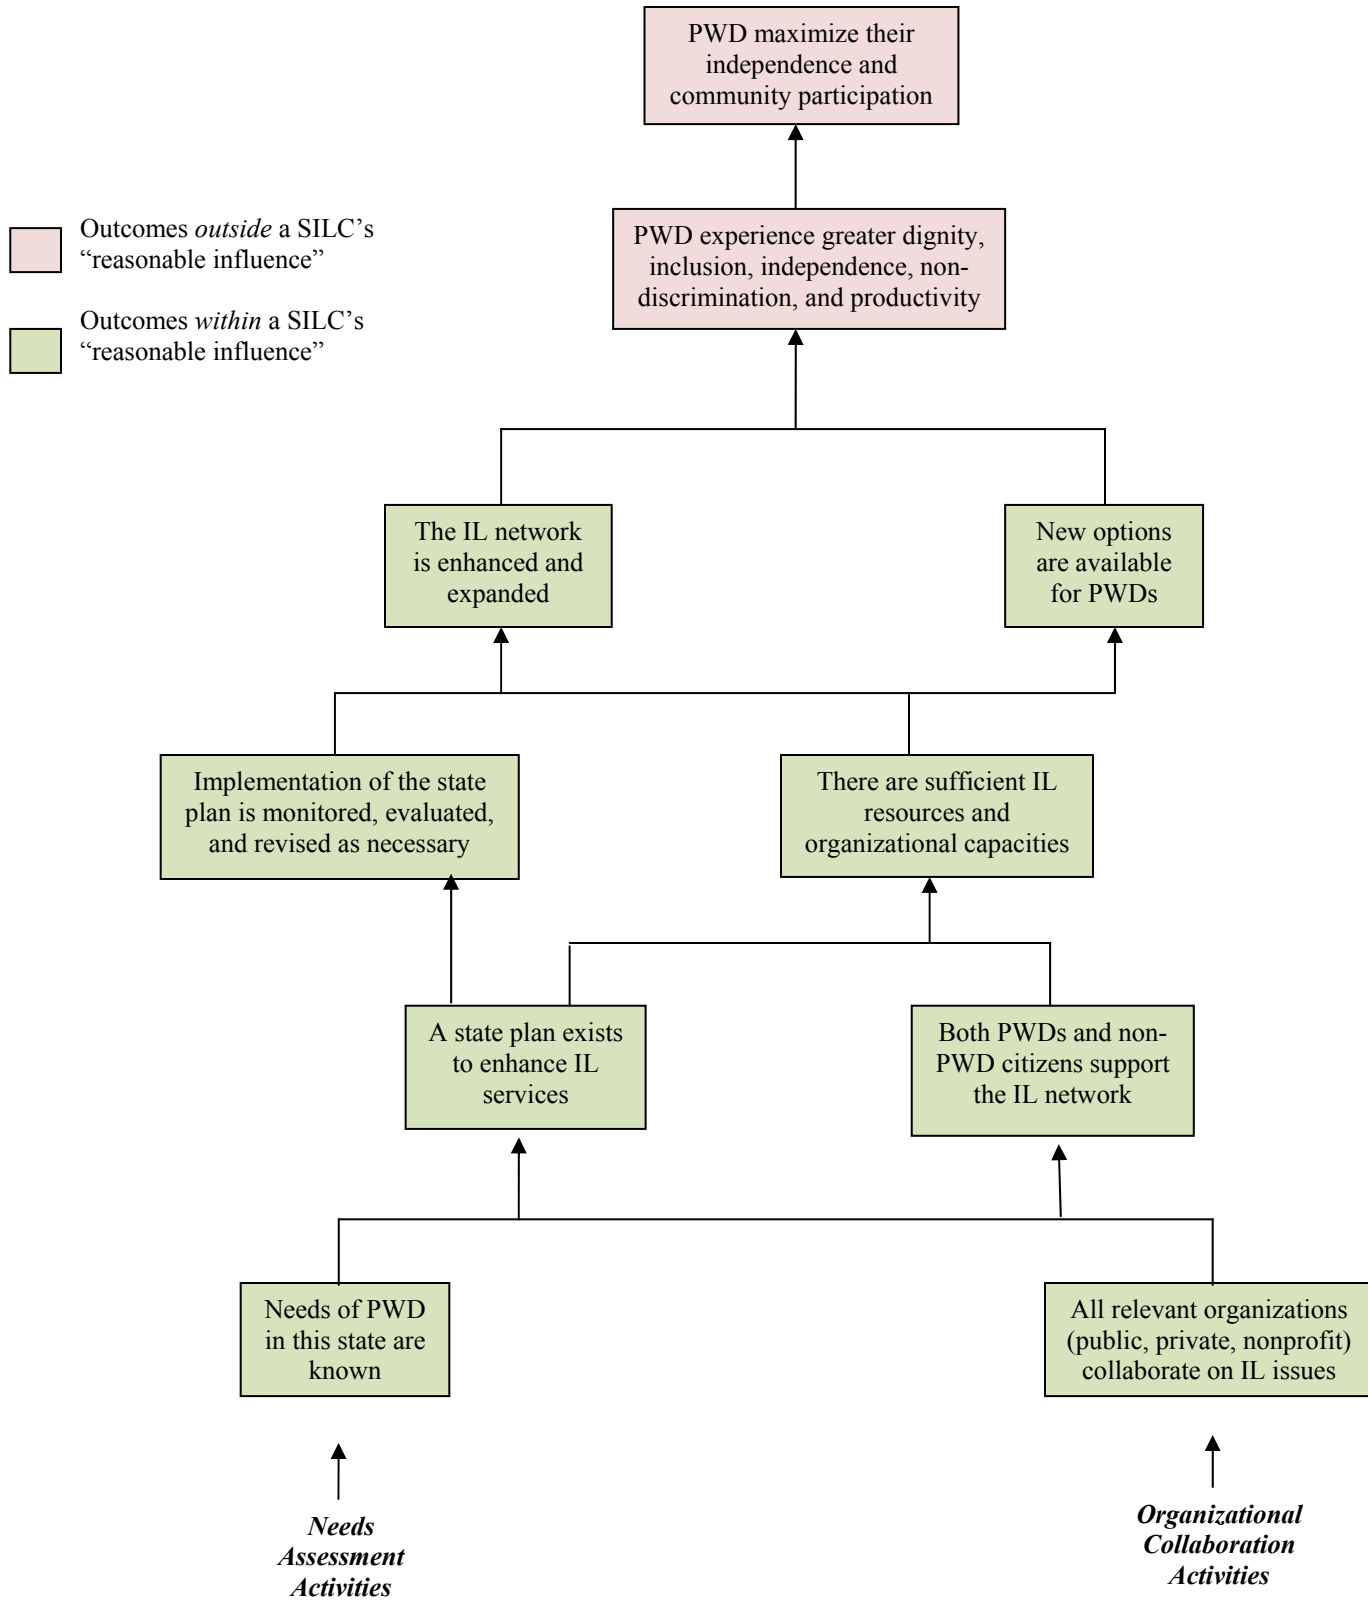 PWD maximize their
independence and
community participation
Outcomes outside a SILC’s
“reasonable influence”
PWD experience greater dignity,
inclusion, independence, non-
discrimination, and productivity
Outcomes within a SILC’s
“reasonable influence”
The IL network
is enhanced and
expanded
New options
are available
for PWDs
Implementation of the state
plan is monitored, evaluated,
and revised as necessary
There are sufficient IL
resources and
organizational capacities
A state plan exists
to enhance IL
services
Both PWDs and non-
PWD citizens support
the IL network
Needs of PWD
in this state are
known
All relevant organizations
(public, private, nonprofit)
collaborate on IL issues
Needs
Assessment
Activities
Organizational
Collaboration
Activities